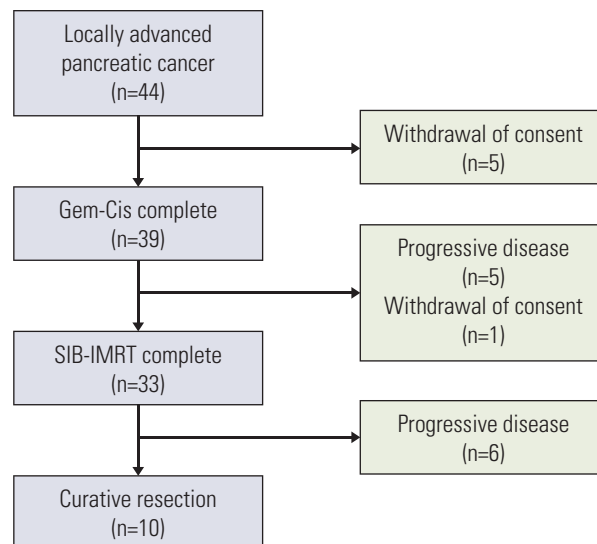 Locally advanced
pancreatic cancer
(n=44)
Withdrawal of consent
(n=5)
Gem-Cis complete
(n=39)
Progressive disease
(n=5)
Withdrawal of consent
(n=1)
SIB-IMRT complete
(n=33)
Progressive disease
(n=6)
Curative resection
(n=10)